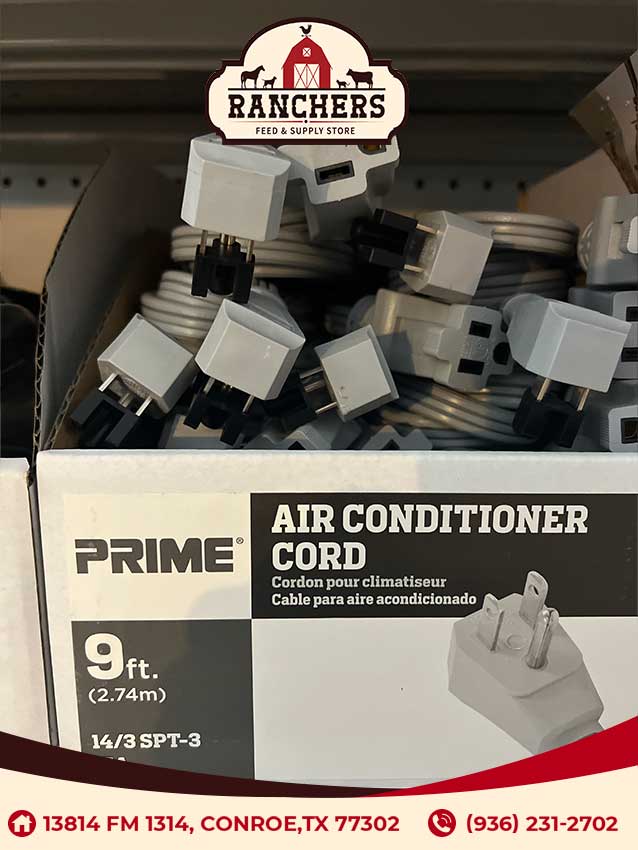 RANCHERS
FEED & SUPPLY STORE
PRIME®
AIR CONDITIONER
CORD
Cordon pour climatiseur
Cable para aire acondicionado
9ft.
(2.74m)
14/3 SPT-3
13814 FM 1314, CONROE,TX 77302
(936) 231-2702